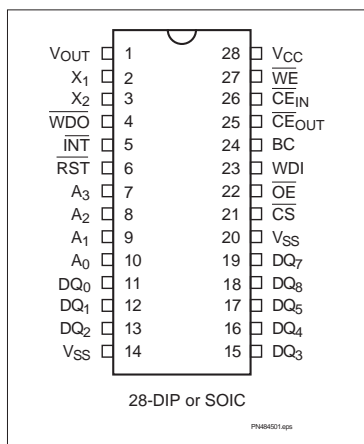 VOUT 1 28 VCC
X1 2 27 WE
X2 3 26 CEIN
WDO 4 25 CEOUT
INT 5 24 BC
RST 6 23 WDI
A3 7 22 OE
A2 8 21 CS
A1 9 20 VSS
A0 10 19 DQ7
DQ0 11 18 DQ8
DQ1 12 17 DQ5
DQ2 13 16 DQ4
VSS 14 15 DQ3
28-DIP or SOIC
PN484501.eps